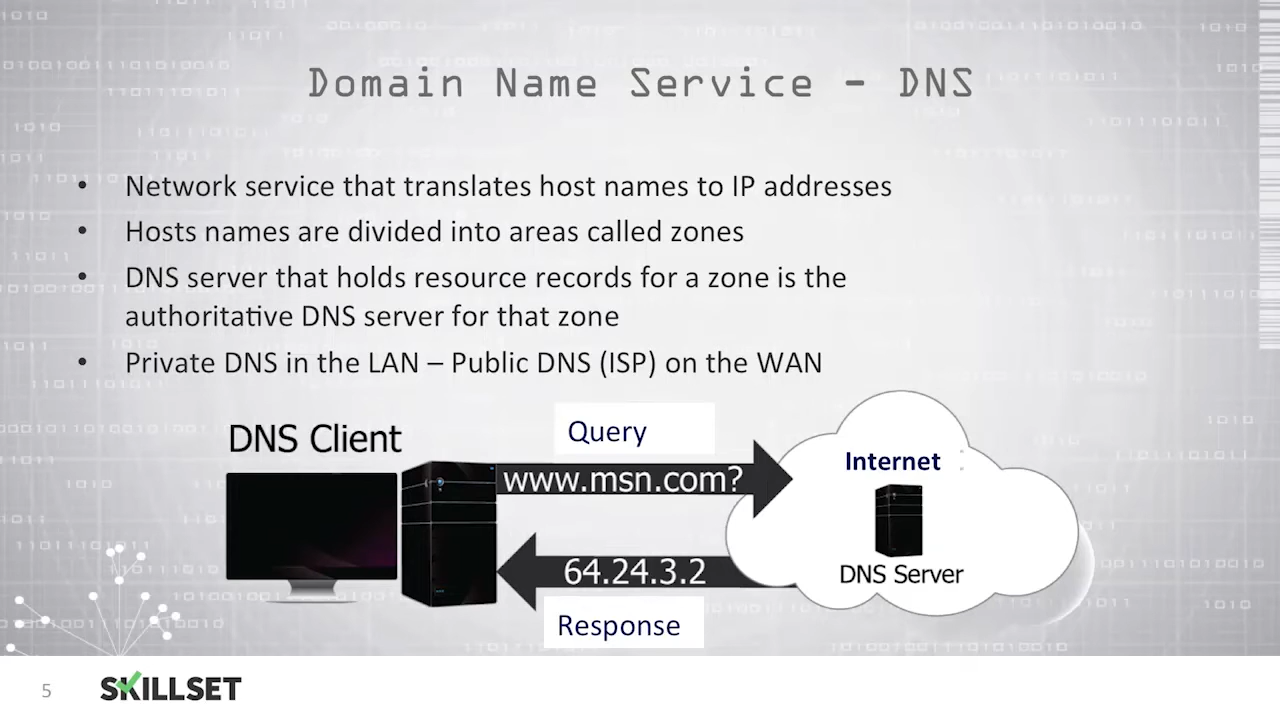 Domain Name Service - DNS
• Network service that translates host names to IP addresses
• Hosts names are divided into areas called zones
• DNS server that holds resource records for a zone is the
authoritative DNS server for that zone
• Private DNS in the LAN – Public DNS (ISP) on the WAN
DNS Client
Query
www.msn.com?
Internet
DNS Server
64.24.3.2
Response
5
SKILLSET